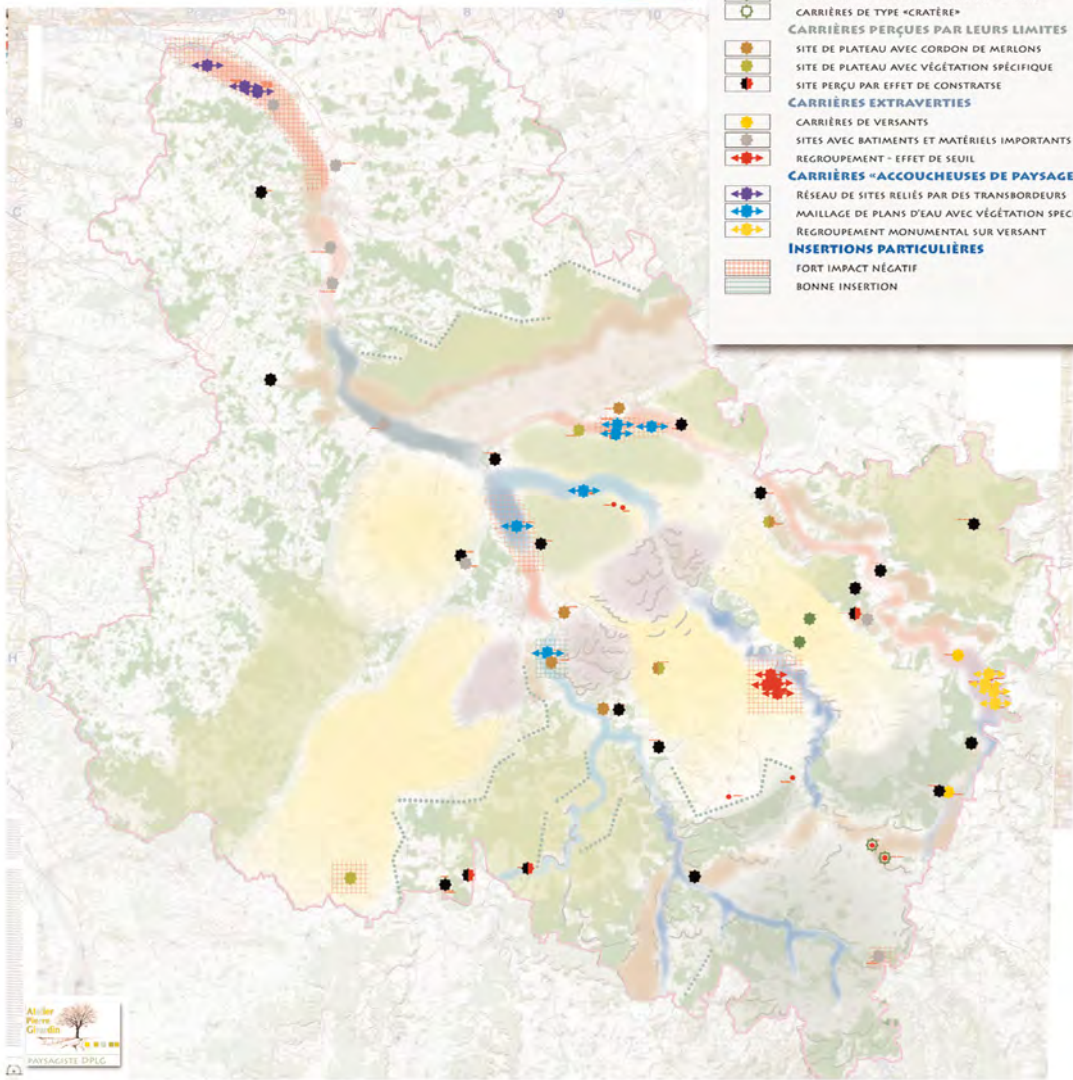 CARRIÈRES DE TYPE «CRATÈRE»
CARRIÈRES PERÇUES PAR LEURS LIMITES
SITE DE PLATEAU AVEC CORDON DE MERLONS
SITE DE PLATEAU AVEC VÉGÉTATION SPÉCIFIQUE
SITE PERÇU PAR EFFET DE CONSTRATSE
CARRIÈRES EXTRAVERTIES
CARRIÈRES DE VERSANTS
SITES AVEC BATIMENTS ET MATÉRIELS IMPORTANTS
REGROUPEMENT - EFFET DE SEUIL
CARRIÈRES «ACCOUCHEUSES DE PAYSAGE
RÉSEAU DE SITES RELIÉS PAR DES TRANSBORDEURS
MAILLAGE DE PLANS D'EAU AVEC VÉGÉTATION SPEC
REGROUPEMENT MONUMENTAL SUR VERSANT
INSERTIONS PARTICULIÈRES
FORT IMPACT NÉGATIF
BONNE INSERTION
Atelier
Pierre
Girardin
PAYSAGISTE DPLG